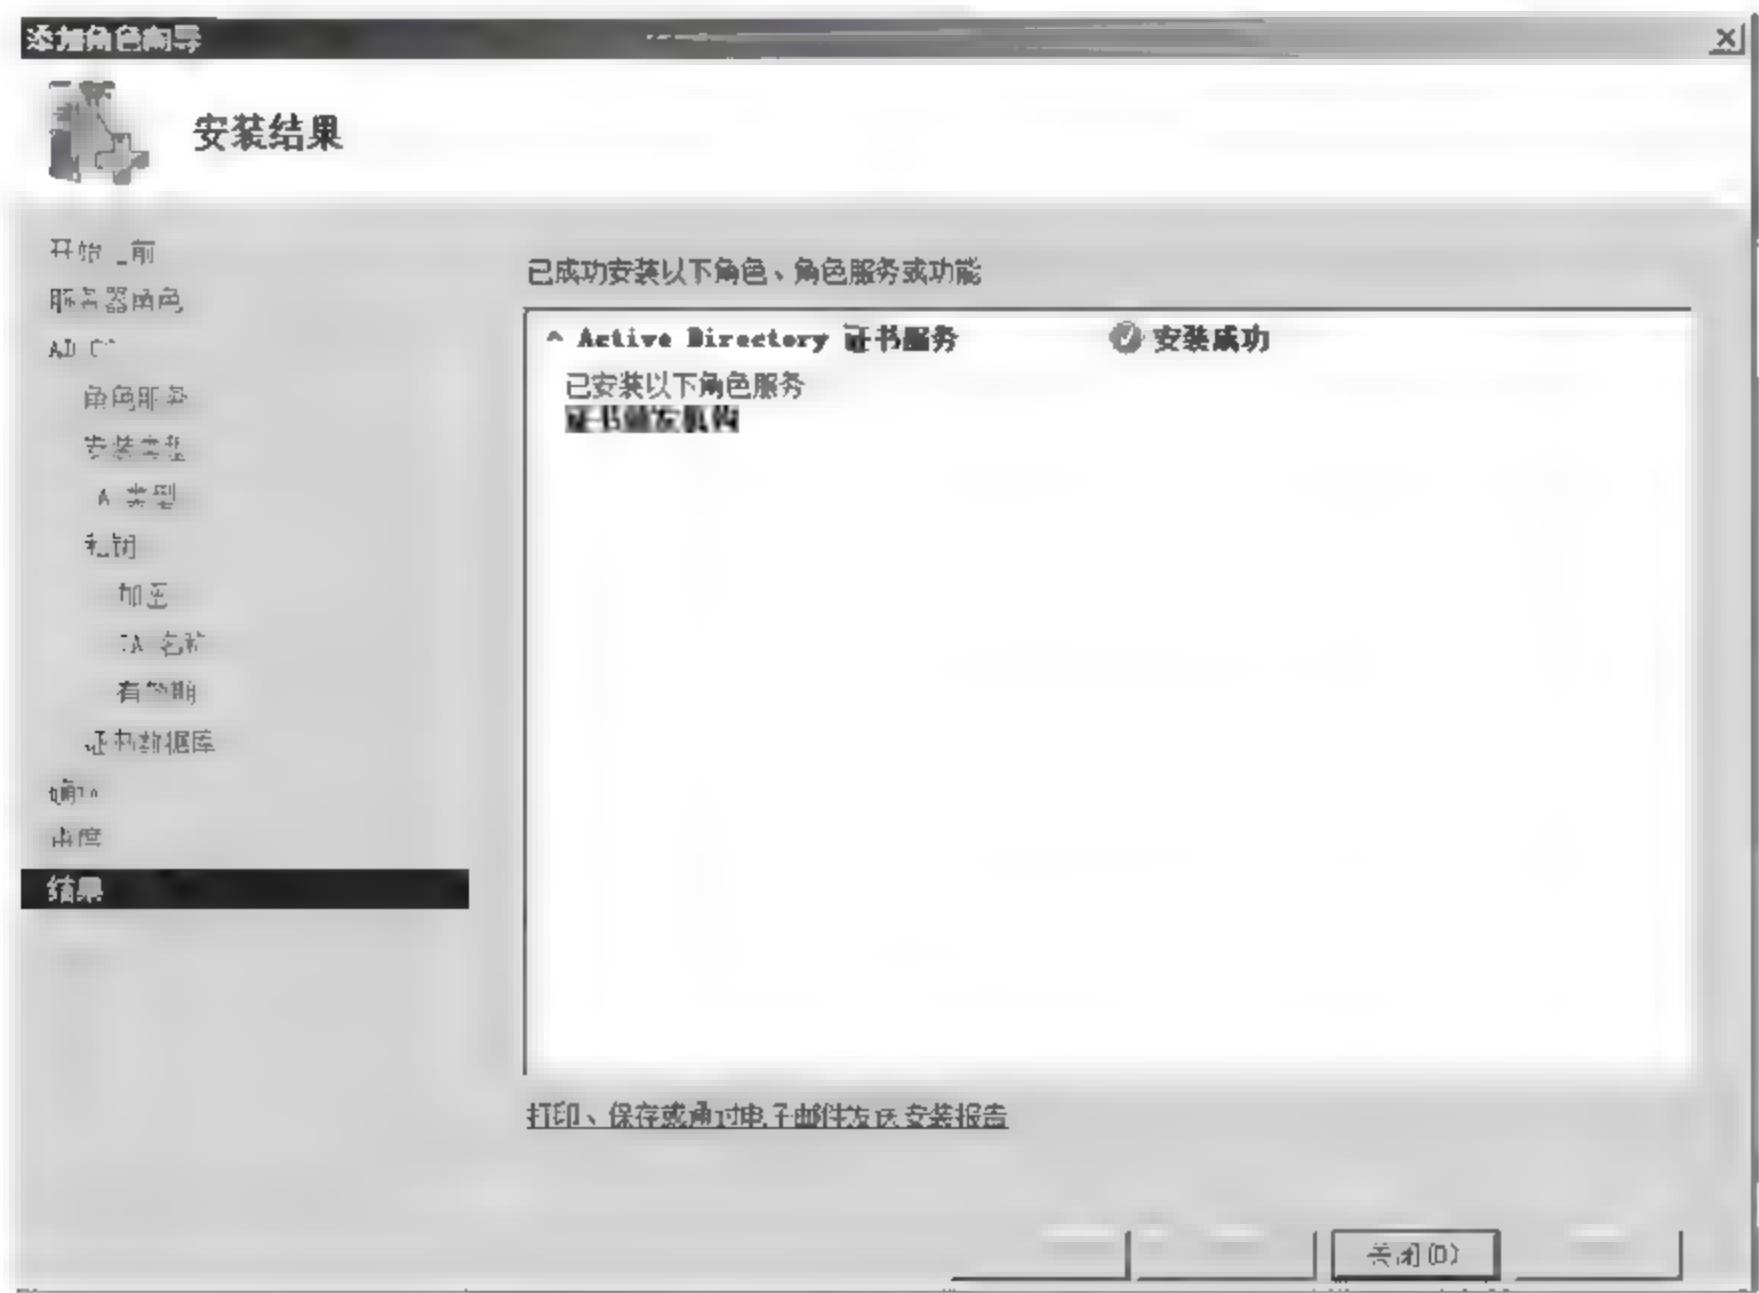 添加角色向导
安装结果
开始 前
服务器角色
AD
角色服务
安装类型
类型
私钥
加密
CA 名称
有效期
证书数据库
确认
进度
结果
已成功安装以下角色、角色服务或功能
Active Directory 证书服务
安装成功
已安装以下角色服务
证书颁发机构
打印、保存或通过电子邮件发送安装报告
关闭(O)